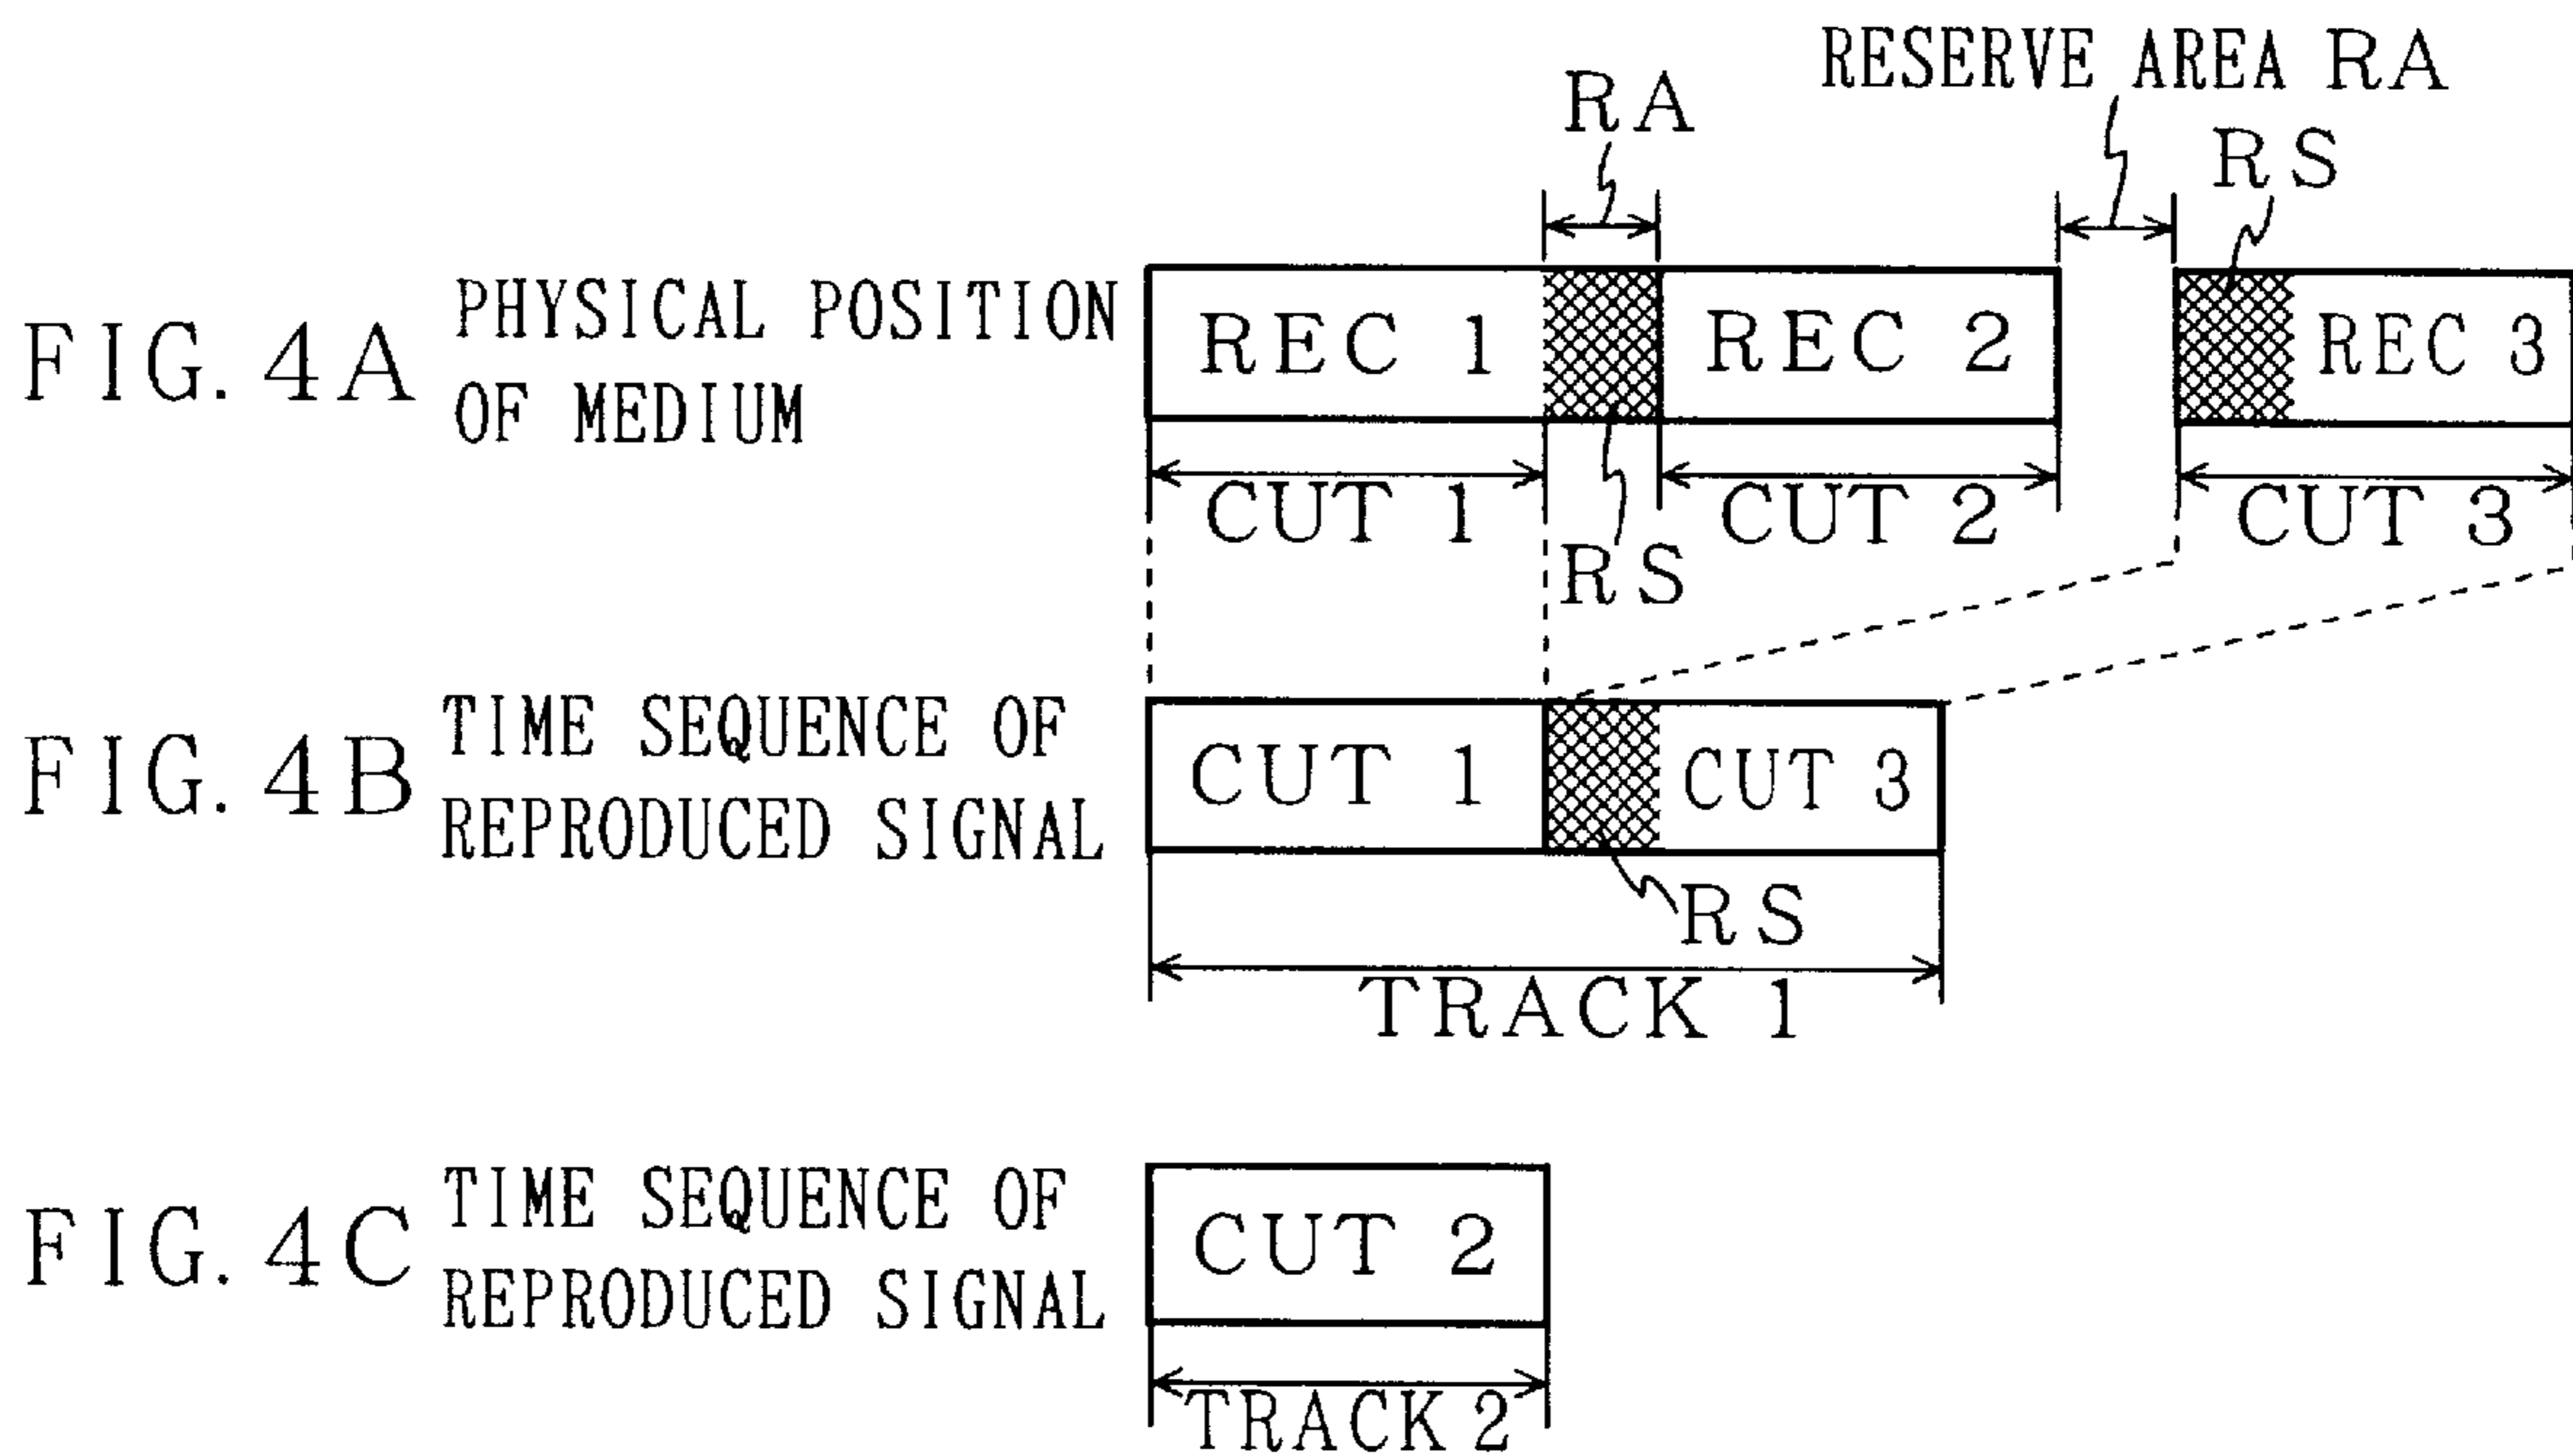 RESERVE AREA RA
RA
RS
FIG. 4A
PHYSICAL POSITION
OF MEDIUM
REC 1
REC 2
REC 3
CUT 1
CUT 2
CUT 3
RS
FIG. 4B
TIME SEQUENCE OF
REPRODUCED SIGNAL
CUT 1
CUT 3
RS
TRACK 1
FIG. 4C
TIME SEQUENCE OF
REPRODUCED SIGNAL
CUT 2
TRACK 2